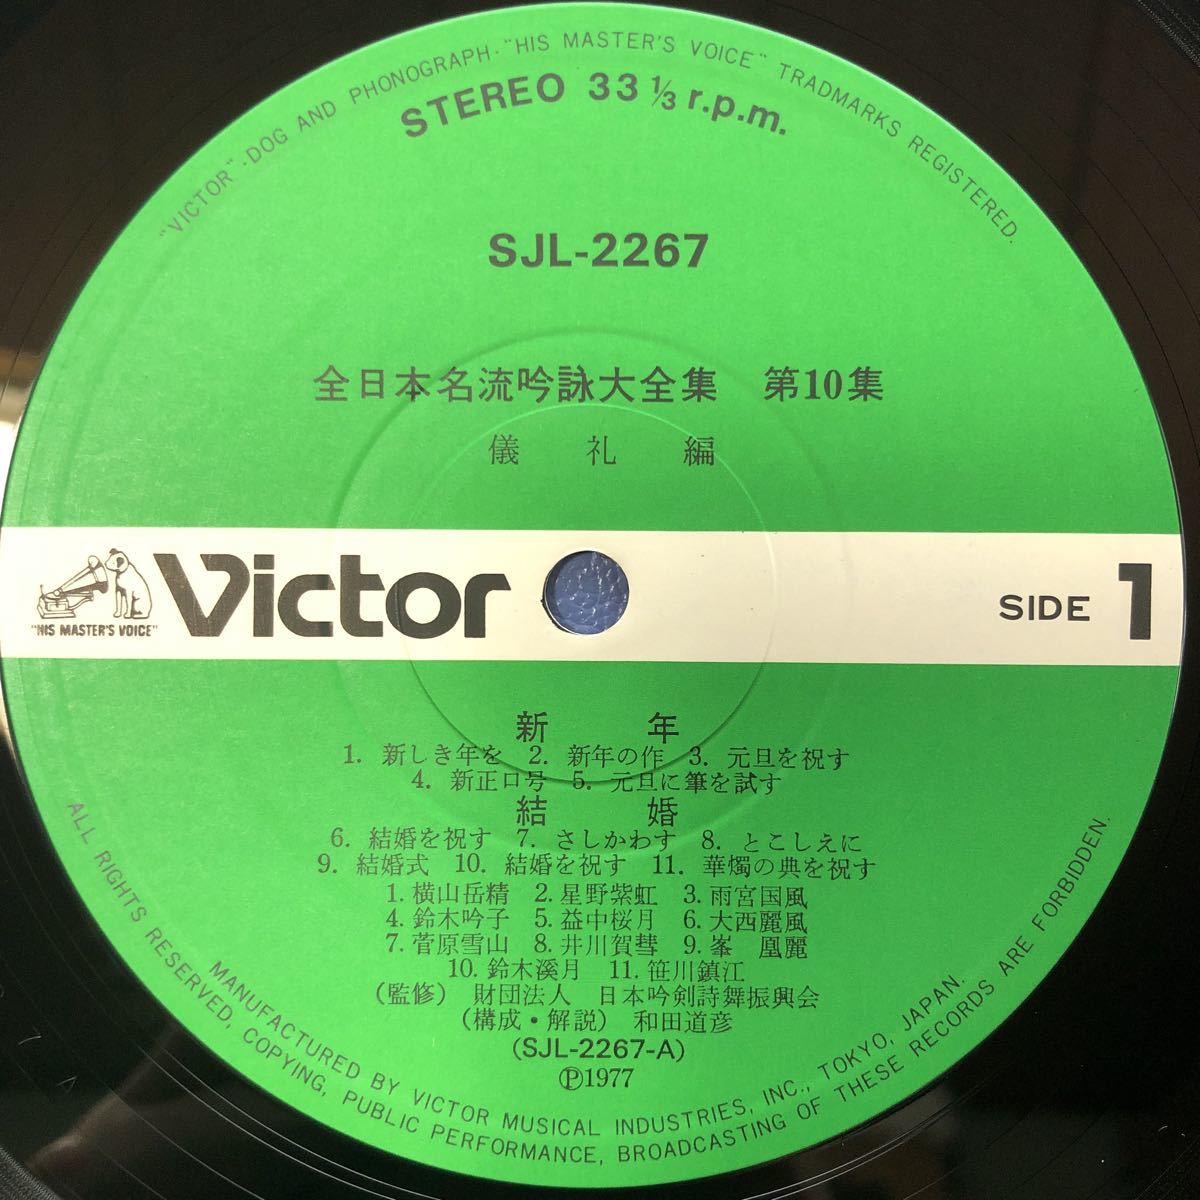 "VICTOR"·DOG AND PHONOGRAPH·"HIS MASTER'S VOICE" TRADMARKS REGISTERED.
STEREO 33 1/3 r.p.m.
SJL-2267
全日本名流吟詠大全集 第10集
儀礼編
"HIS MASTER'S VOICE"
Victor
SIDE 1
新年
1. 新しき年を 2. 新年の作 3. 元旦を祝す
4. 新正口号 5. 元旦に筆を試す
結婚
6. 結婚を祝す 7. さしかわす 8. とこしえに
9. 結婚式 10. 結婚を祝す 11. 華燭の典を祝す
1. 横山岳精 2. 星野紫虹 3. 雨宮国風
4. 鈴木吟子 5. 益中桜月 6. 大西麗風
7. 菅原雪山 8. 井川賀彗 9. 峯 凰麗
10. 鈴木溪月 11. 笹川鎮江
(監修) 財団法人 日本吟剣詩舞振興会
(構成・解説) 和田道彦
(SJL-2267-A)
Ⓟ1977
MANUFACTURED BY VICTOR MUSICAL INDUSTRIES, INC., TOKYO, JAPAN.
ALL RIGHTS RESERVED, COPYING, PUBLIC PERFORMANCE, BROADCASTING OF THESE RECORDS ARE FORBIDDEN.